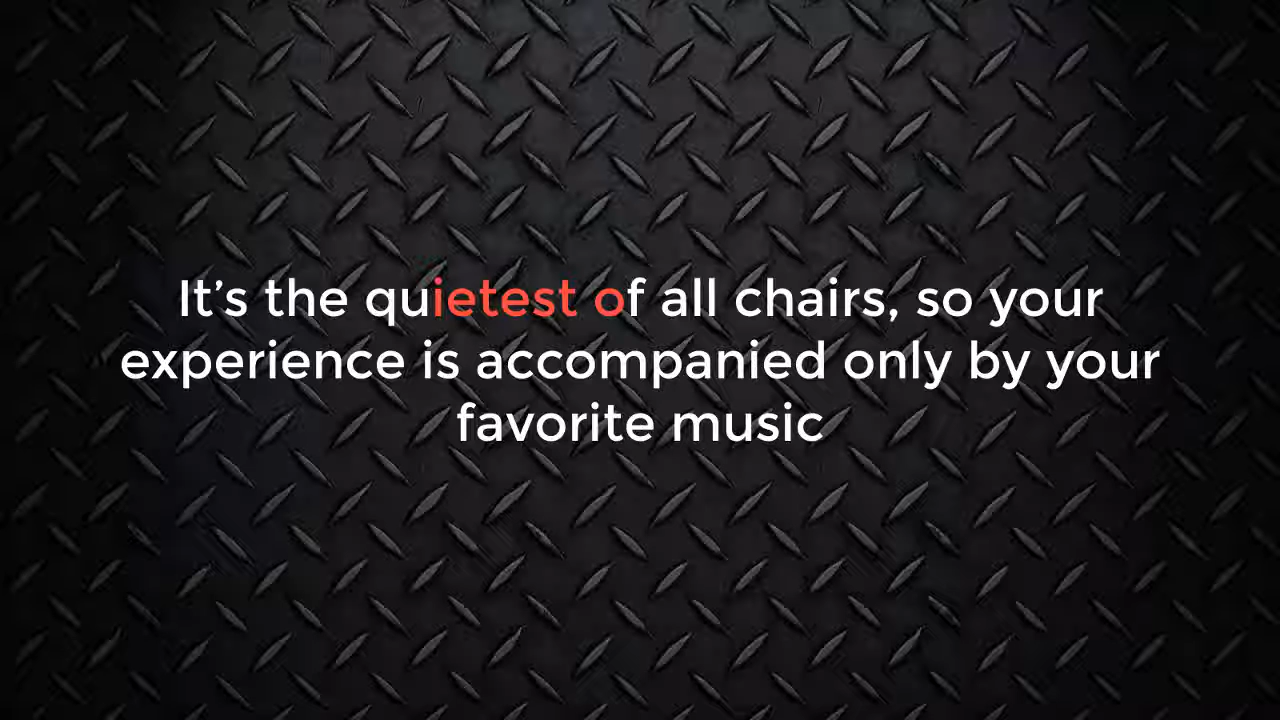 It’s the quietest of all chairs, so your
experience is accompanied only by your
favorite music